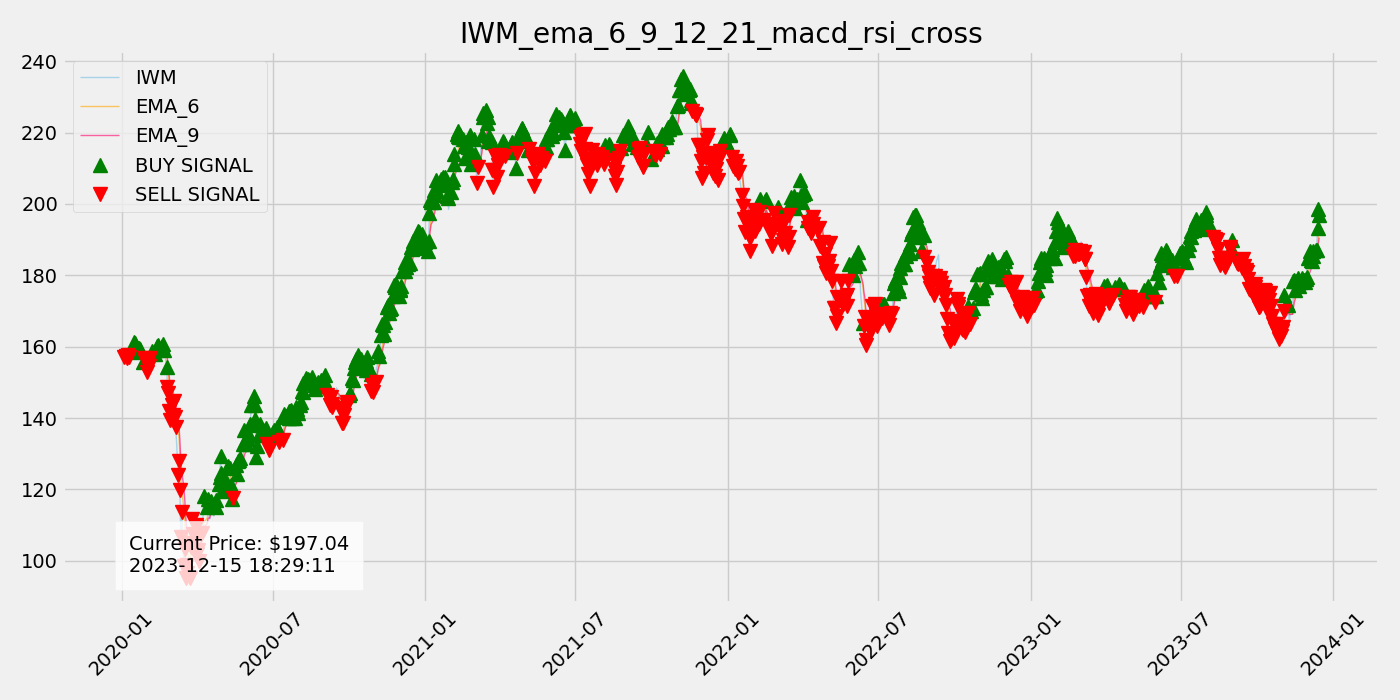 IWM_ema_6_9_12_21_macd_rsi_cross
240
220
200
180
160
140
120
100
IWM
EMA_6
EMA_9
BUY SIGNAL
SELL SIGNAL
Current Price: $197.04
2023-12-15 18:29:11
2020-01
2020-07
2021-01
2021-07
2022-01
2022-07
2023-01
2023-07
2024-01